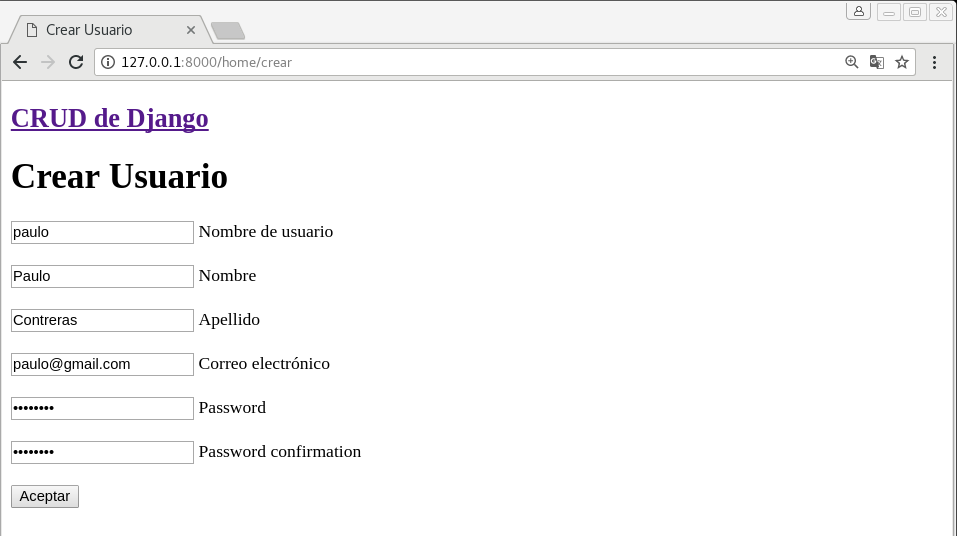 Crear Usuario
127.0.0.1:8000/home/crear
CRUD de Django
Crear Usuario
paulo Nombre de usuario
Paulo Nombre
Contreras Apellido
paulo@gmail.com Correo electrónico
•••••••• Password
•••••••• Password confirmation
Aceptar